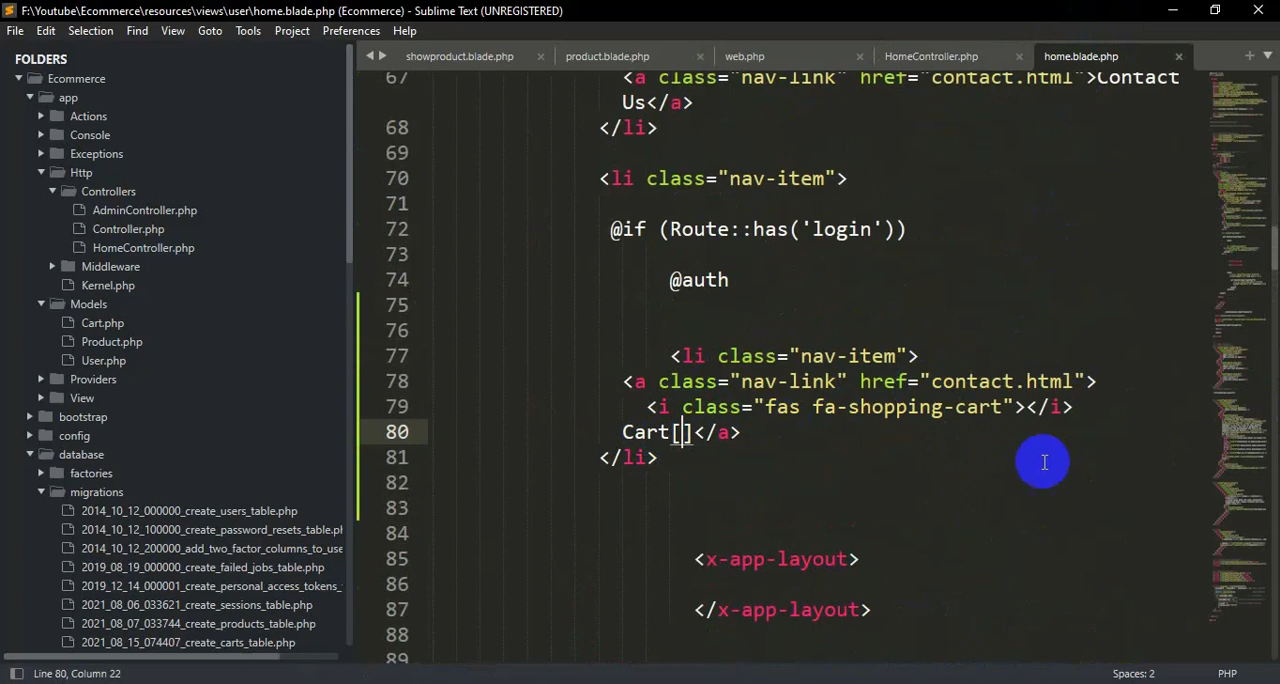 F:\Youtube\Ecommerce\resources\views\user\home.blade.php (Ecommerce) - Sublime Text (UNREGISTERED)
File Edit Selection Find View Goto Tools Project Preferences Help
FOLDERS
Ecommerce
app
Actions
Console
Exceptions
Http
Controllers
AdminController.php
Controller.php
HomeController.php
Middleware
Kernel.php
Models
Cart.php
Product.php
User.php
Providers
View
bootstrap
config
database
factories
migrations
2014_10_12_000000_create_users_table.php
2014_10_12_100000_create_password_resets_table.ph
2014_10_12_200000_add_two_factor_columns_to_use
2019_08_19_000000_create_failed_jobs_table.php
2019_12_14_000001_create_personal_access_tokens_
2021_08_06_033621_create_sessions_table.php
2021_08_07_033744_create_products_table.php
2021_08_15_074407_create_carts_table.php
showproduct.blade.php product.blade.php web.php HomeController.php home.blade.php
67 <a class="nav-link" href="contact.html">Contact
Us</a>
68 </li>
69
70 <li class="nav-item">
71
72 @if (Route::has('login'))
73
74 @auth
75
76
77 <li class="nav-item">
78 <a class="nav-link" href="contact.html">
79 <i class="fas fa-shopping-cart"></i>
80 Cart[]</a>
81 </li>
82
83
84
85 <x-app-layout>
86
87 </x-app-layout>
88
89
Line 80, Column 22 Spaces: 2 PHP